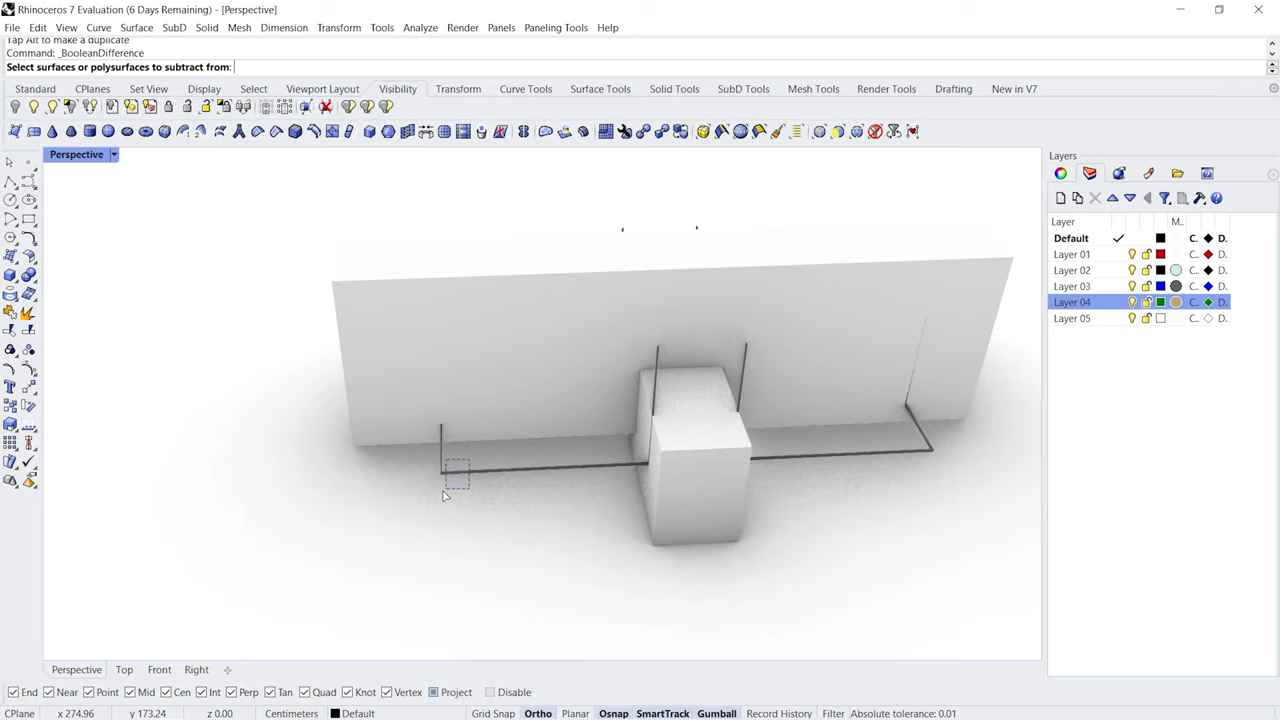 Rhinoceros 7 Evaluation (6 Days Remaining) - [Perspective]
File Edit View Curve Surface Solid SubD Mesh Dimension Transform Tools Analyze Render Panels Paneling Tools Help
Tap Alt to make a duplicate
Command: _BooleanDifference
Select surfaces or polysurfaces to subtract from:
Standard CPlanes Set View Display Select Viewport Layout Visibility Transform Curve Tools Surface Tools Solid Tools SubD Tools Mesh Tools Render Tools Drafting New in V7
Perspective
Layers
Layer M..
Default C. D.
Layer 01 C. D.
Layer 02 C. D.
Layer 03 C. D.
Layer 04 C. D.
Layer 05 C. D.
Perspective Top Front Right
End Near Point Mid Cen Int Perp Tan Quad Knot Vertex Project Disable
CPlane x 274.96 y 173.24 z 0.00 Centimeters Default Grid Snap Ortho Planar Osnap SmartTrack Gumball Record History Filter Absolute tolerance: 0.01